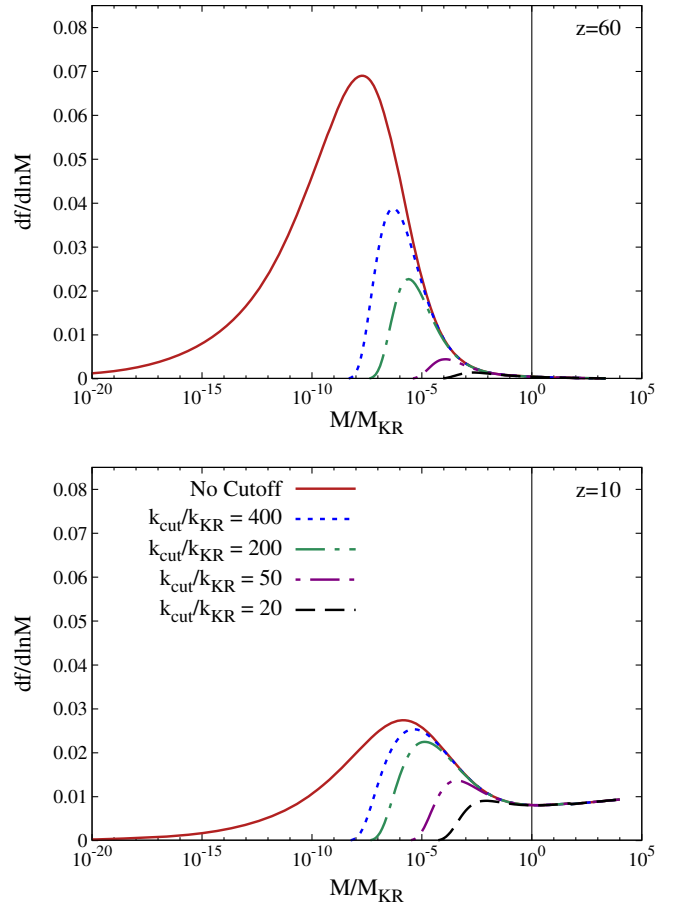 0.08
z=60
0.07
0.06
0.05
df/dlnM
0.04
0.03
0.02
0.01
0
10^-20 10^-15 10^-10 10^-5 10^0 10^5
M/M_KR
0.08
No Cutoff
z=10
0.07
k_cut/k_KR = 400
0.06
k_cut/k_KR = 200
0.05
k_cut/k_KR = 50
df/dlnM
0.04
k_cut/k_KR = 20
0.03
0.02
0.01
0
10^-20 10^-15 10^-10 10^-5 10^0 10^5
M/M_KR